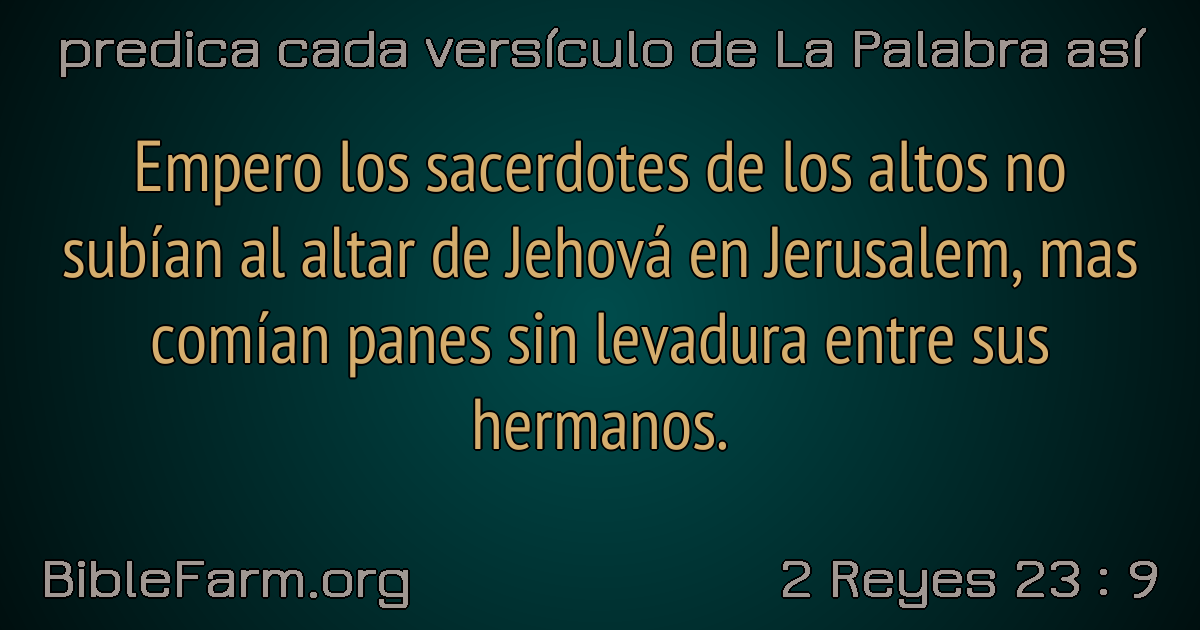 predica cada versículo de La Palabra así
Empero los sacerdotes de los altos no
subían al altar de Jehová en Jerusalem, mas
comían panes sin levadura entre sus
hermanos.
BibleFarm.org
2 Reyes 23 : 9